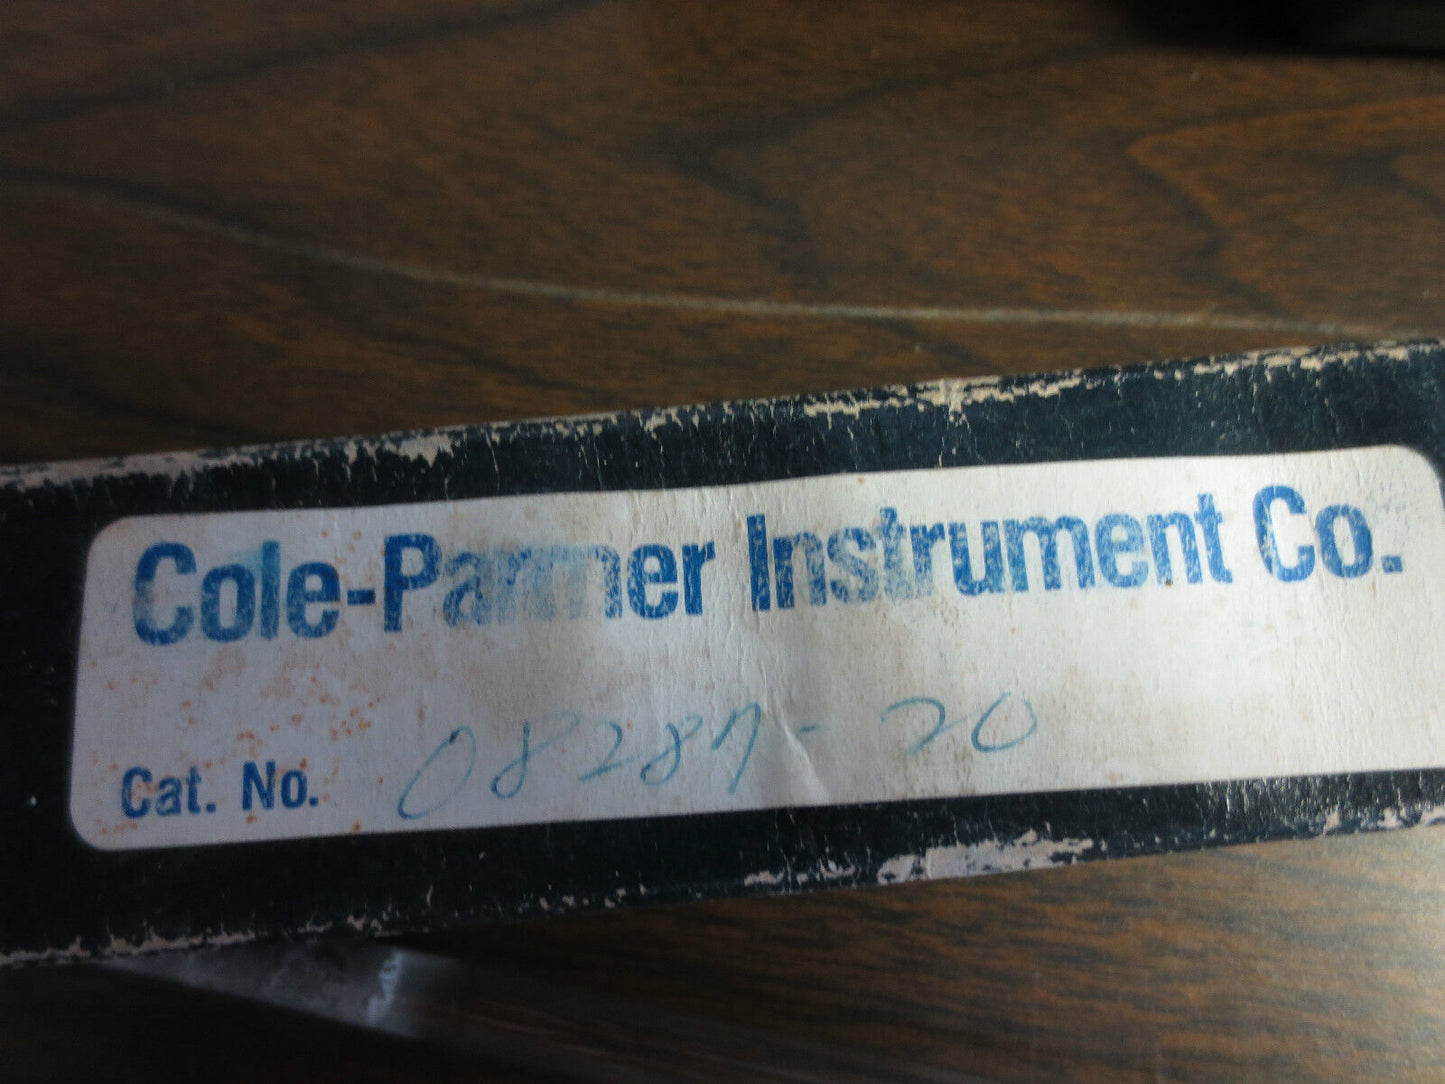 Cole-Parmer Instrument Co.
Cat. No. 08287-20